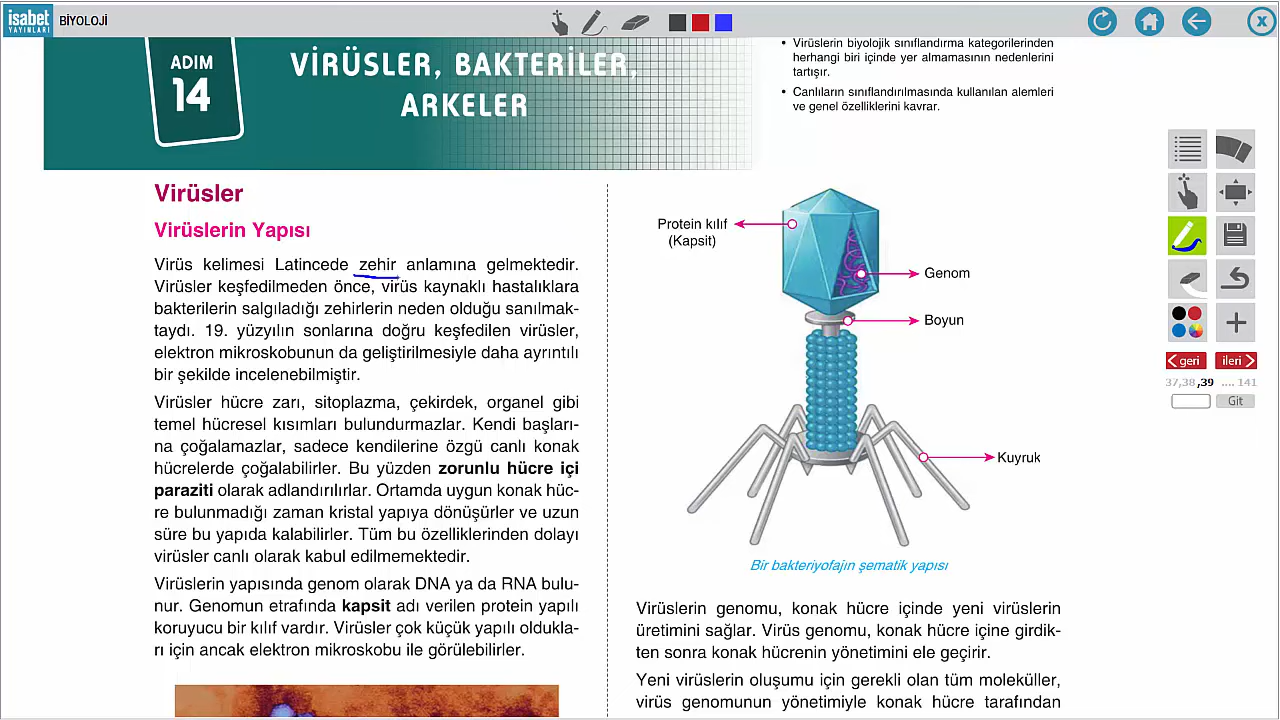 isabet
YAYINLARI
BİYOLOJİ
ADIM
14
VİRÜSLER, BAKTERİLER,
ARKELER
• Virüslerin biyolojik sınıflandırma kategorilerinden
herhangi biri içinde yer almamasının nedenlerini
tartışır.
• Canlıların sınıflandırılmasında kullanılan alemleri
ve genel özelliklerini kavrar.
Virüsler
Virüslerin Yapısı
Virüs kelimesi Latincede zehir anlamına gelmektedir.
Virüsler keşfedilmeden önce, virüs kaynaklı hastalıklara
bakterilerin salgıladığı zehirlerin neden olduğu sanılmak-
taydı. 19. yüzyılın sonlarına doğru keşfedilen virüsler,
elektron mikroskobunun da geliştirilmesiyle daha ayrıntılı
bir şekilde incelenebilmiştir.
Virüsler hücre zarı, sitoplazma, çekirdek, organel gibi
temel hücresel kısımları bulundurmazlar. Kendi başları-
na çoğalamazlar, sadece kendilerine özgü canlı konak
hücrelerde çoğalabilirler. Bu yüzden zorunlu hücre içi
paraziti olarak adlandırılırlar. Ortamda uygun konak hüc-
re bulunmadığı zaman kristal yapıya dönüşürler ve uzun
süre bu yapıda kalabilirler. Tüm bu özelliklerinden dolayı
virüsler canlı olarak kabul edilmemektedir.
Virüslerin yapısında genom olarak DNA ya da RNA bulu-
nur. Genomun etrafında kapsit adı verilen protein yapılı
koruyucu bir kılıf vardır. Virüsler çok küçük yapılı oldukla-
rı için ancak elektron mikroskobu ile görülebilirler.
Protein kılıf
(Kapsit)
Genom
Boyun
Kuyruk
Bir bakteriyofajın şematik yapısı
Virüslerin genomu, konak hücre içinde yeni virüslerin
üretimini sağlar. Virüs genomu, konak hücre içine girdik-
ten sonra konak hücrenin yönetimini ele geçirir.
Yeni virüslerin oluşumu için gerekli olan tüm moleküller,
virüs genomunun yönetimiyle konak hücre tarafından
geri
ileri
37,38,39 .... 141
Git